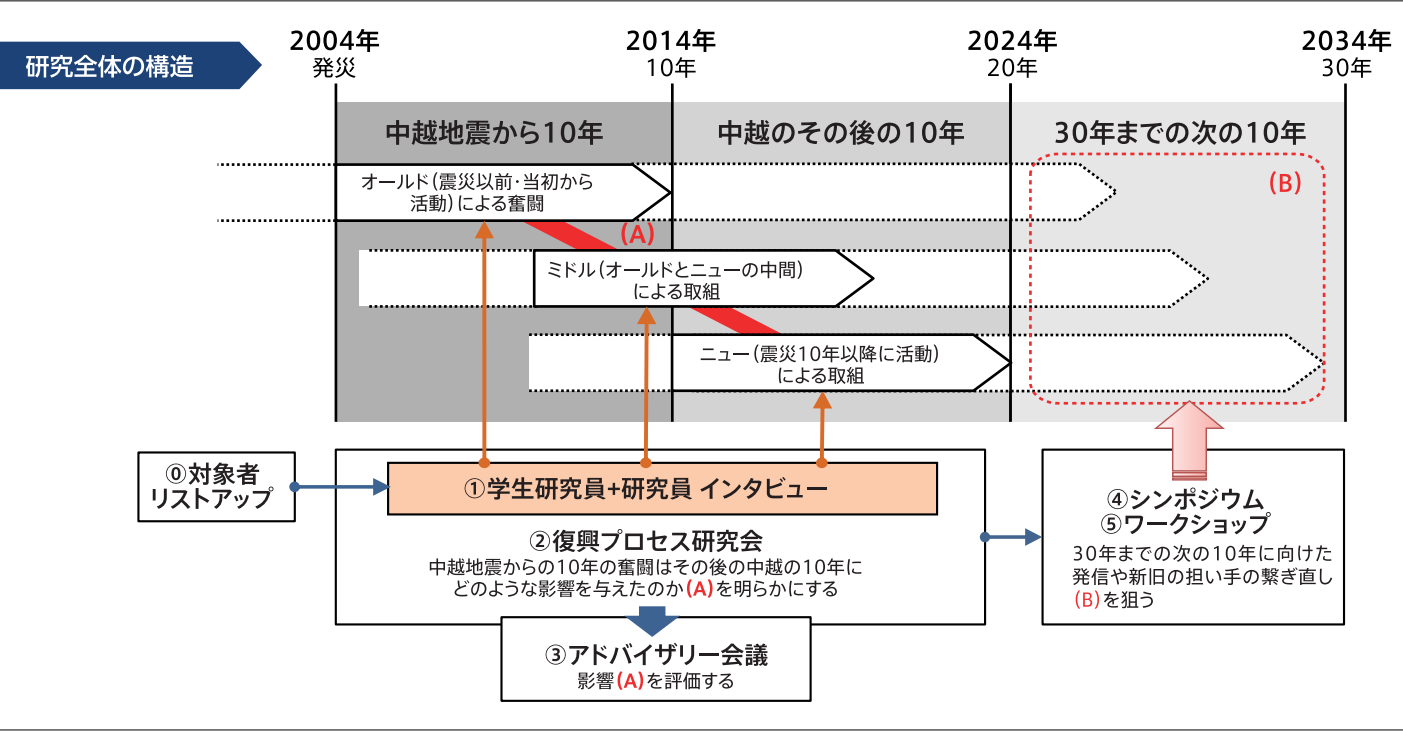 研究全体の構造
2004年
発災
2014年
10年
2024年
20年
2034年
30年
中越地震から10年
中越のその後の10年
30年までの次の10年
オールド(震災以前・当初から
活動)による奮闘
(A)
(B)
ミドル(オールドとニューの中間)
による取組
ニュー(震災10年以降に活動)
による取組
⓪対象者
リストアップ
①学生研究員+研究員 インタビュー
②復興プロセス研究会
中越地震からの10年の奮闘はその後の中越の10年に
どのような影響を与えたのか(A)を明らかにする
③アドバイザリー会議
影響(A)を評価する
④シンポジウム
⑤ワークショップ
30年までの次の10年に向けた
発信や新旧の担い手の繋ぎ直し
(B)を狙う